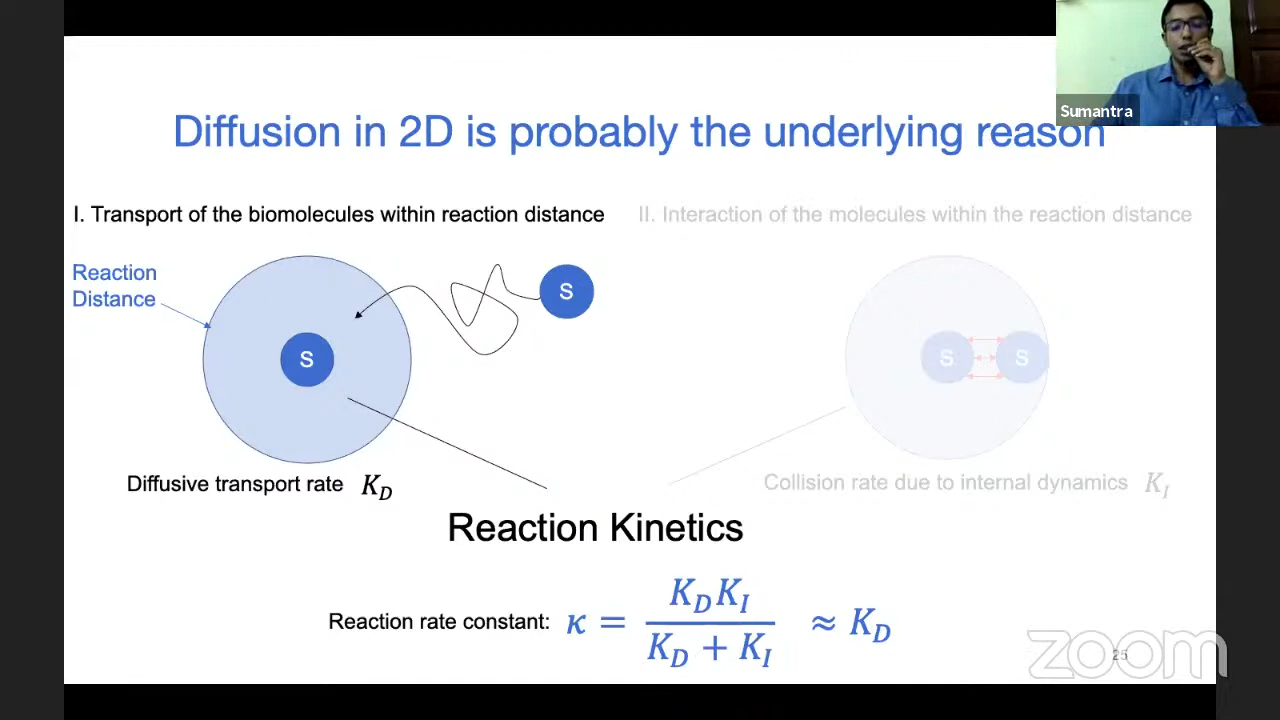 Sumantra
Diffusion in 2D is probably the underlying reason
I. Transport of the biomolecules within reaction distance
II. Interaction of the molecules within the reaction distance
Reaction
Distance
S
S
S
S
Diffusive transport rate K_D
Collision rate due to internal dynamics K_I
Reaction Kinetics
Reaction rate constant: κ = K_D K_I / (K_D + K_I) ≈ K_D
zoom
25